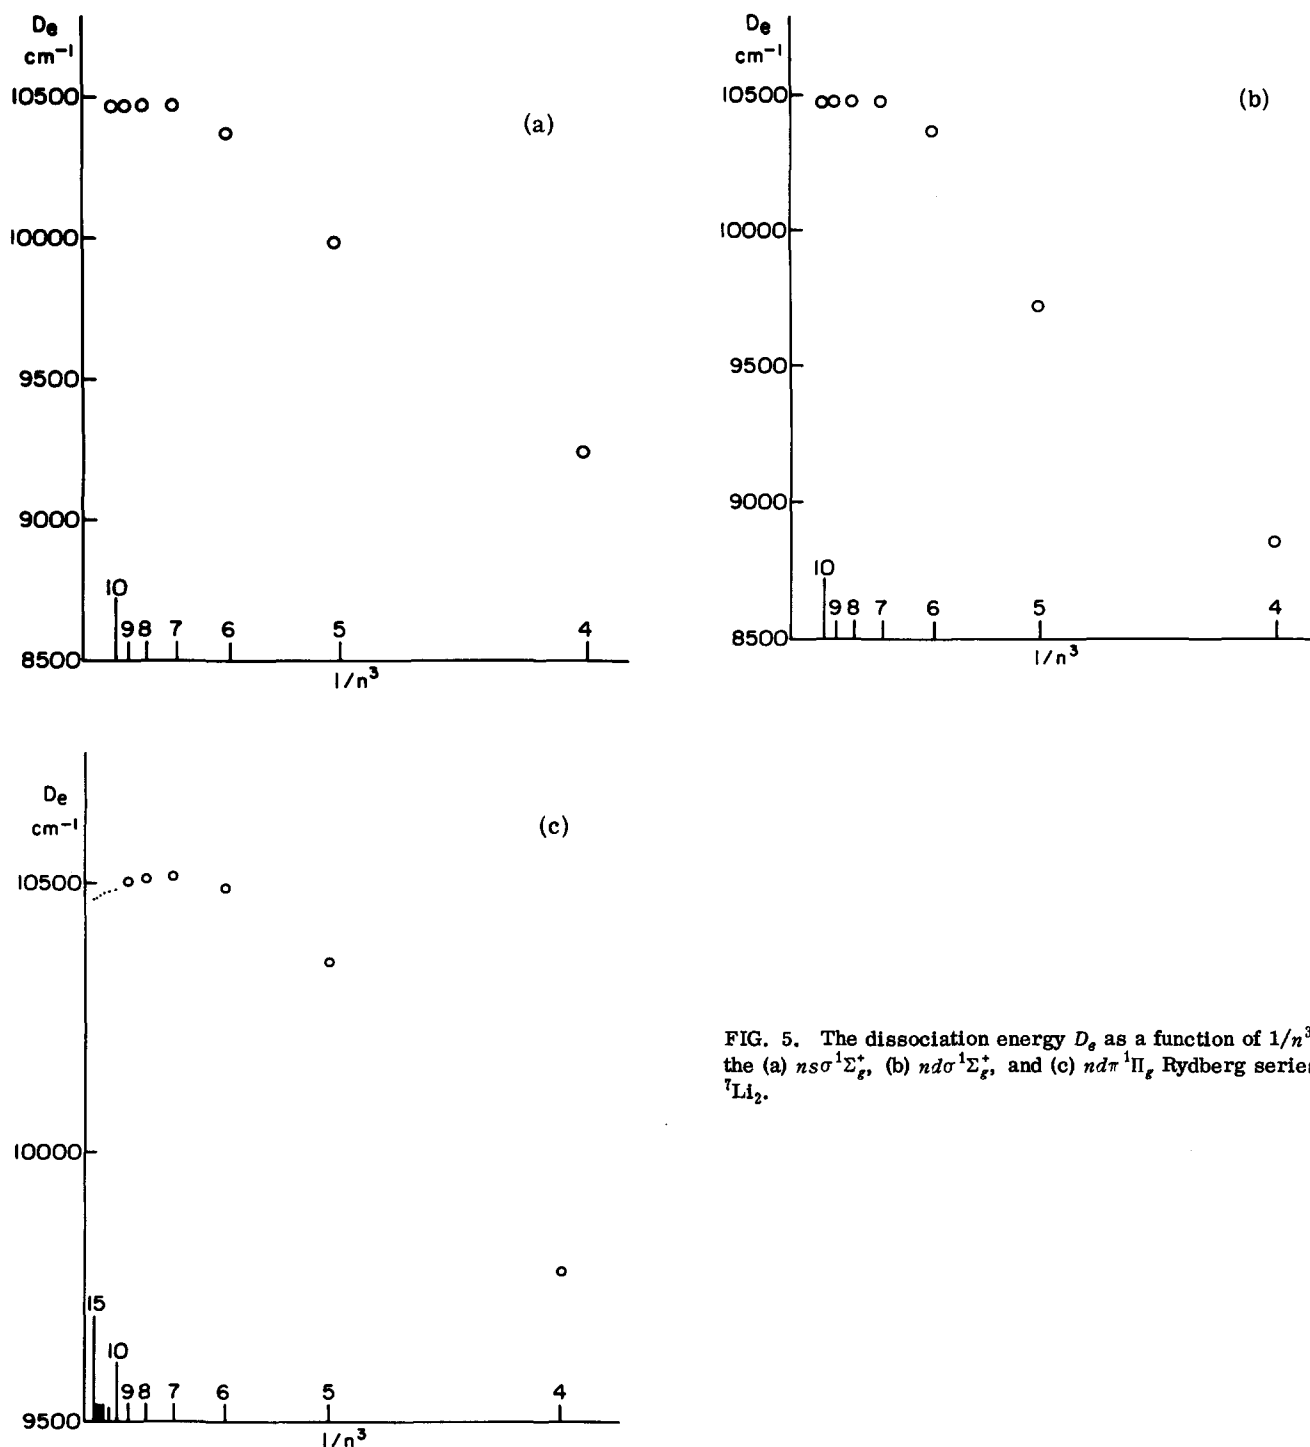 De
cm⁻¹
10500
10000
9500
9000
8500
(a)
10
9 8 7 6 5 4
1/n³
De
cm⁻¹
10500
10000
9500
9000
8500
(b)
10
9 8 7 6 5 4
1/n³
De
cm⁻¹
10500
10000
9500
(c)
15
10
9 8 7 6 5 4
1/n³
FIG. 5. The dissociation energy Dₑ as a function of 1/n³
the (a) nsσ ¹Σg⁺, (b) ndσ ¹Σg⁺, and (c) ndπ ¹Πg Rydberg series
⁷Li₂.